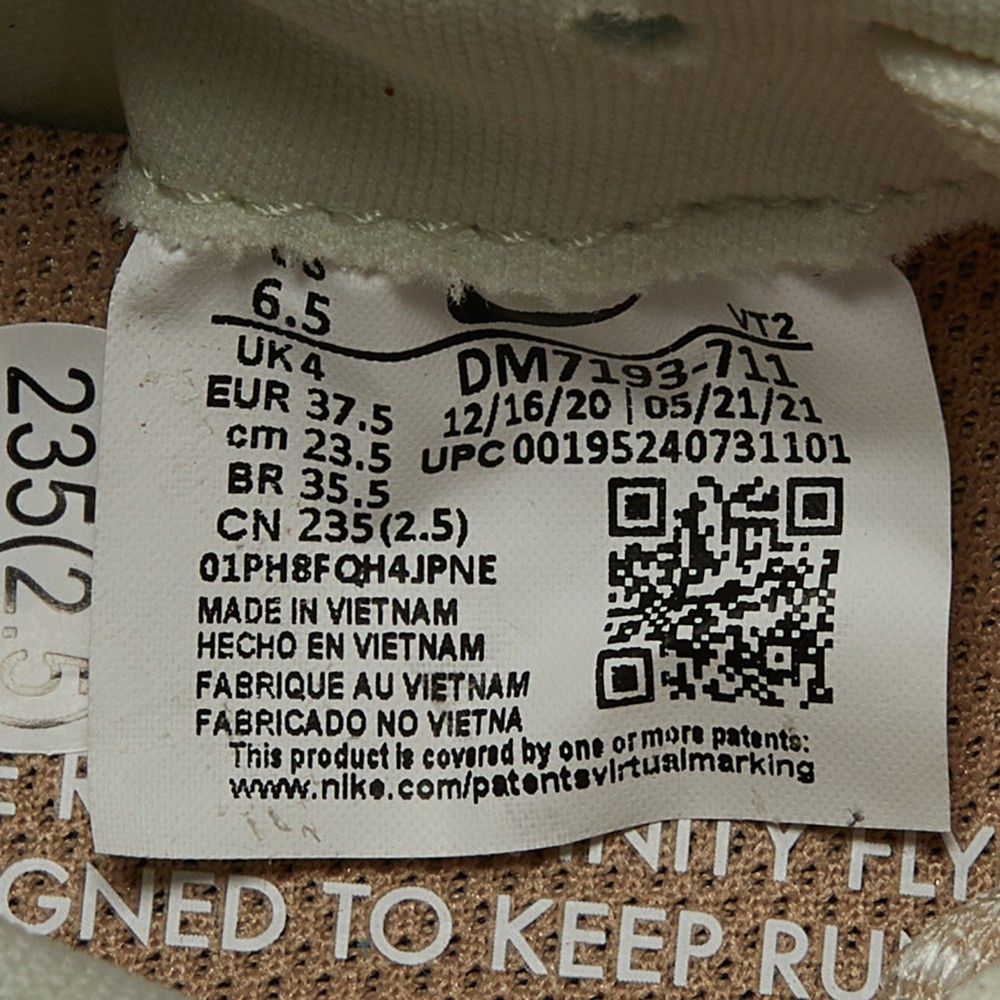 6.5
VT2
UK 4
DM7193-711
EUR 37.5
12/16/20 | 05/21/21
cm 23.5
UPC 00195240731101
BR 35.5
CN 235(2.5)
01PH8FQH4JPNE
MADE IN VIETNAM
HECHO EN VIETNAM
FABRIQUE AU VIETNAM
FABRICADO NO VIETNA
This product is covered by one or more patents:
www.nike.com/patentsvirtualmarking
235(2.5
FLY
GNED TO KEEP